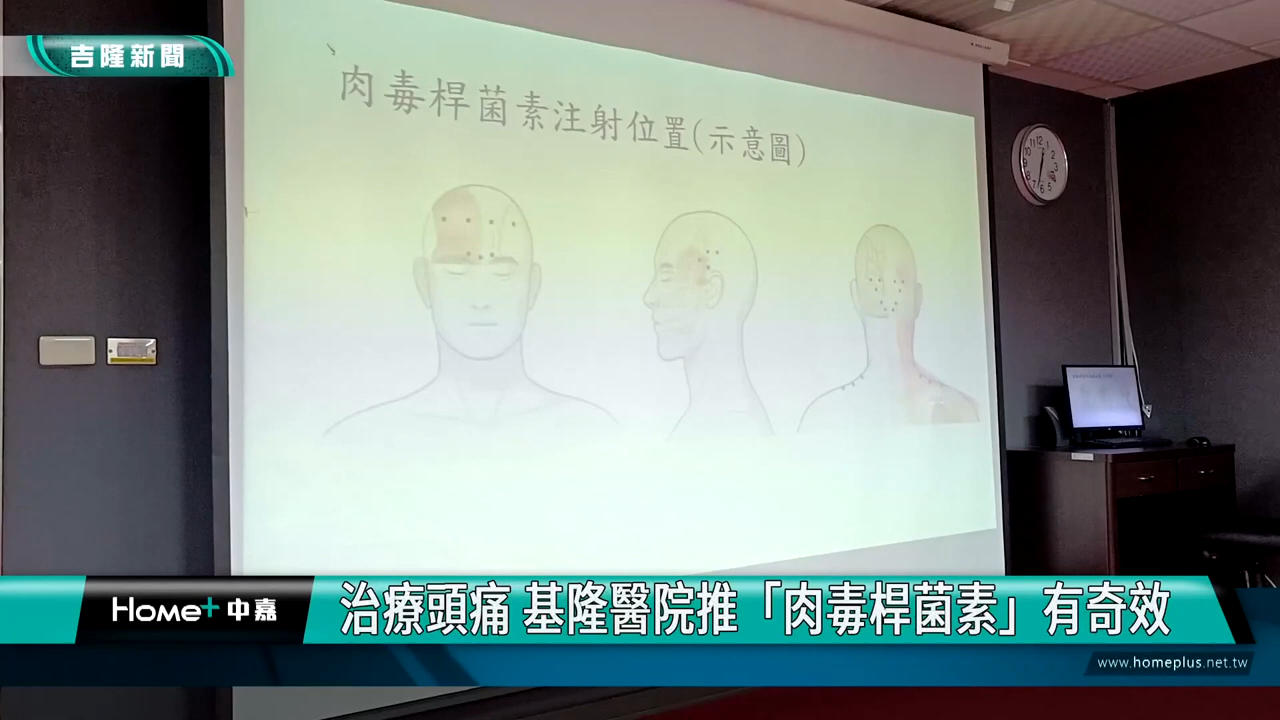 吉隆新聞
肉毒桿菌素注射位置(示意圖)
Home+中嘉
治療頭痛 基隆醫院推「肉毒桿菌素」有奇效
www.homeplus.net.tw